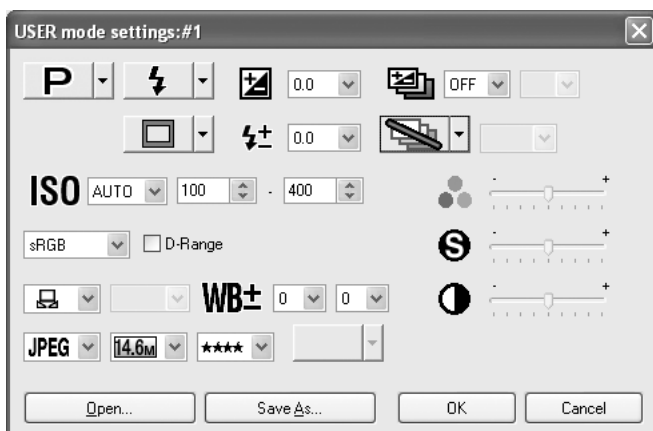 USER mode settings:#1
P 0.0 OFF
0.0
ISO AUTO 100 - 400 - +
sRGB D-Range S - +
WB± 0 0 - +
JPEG 14.6M ★★★★
Open... Save As... OK Cancel